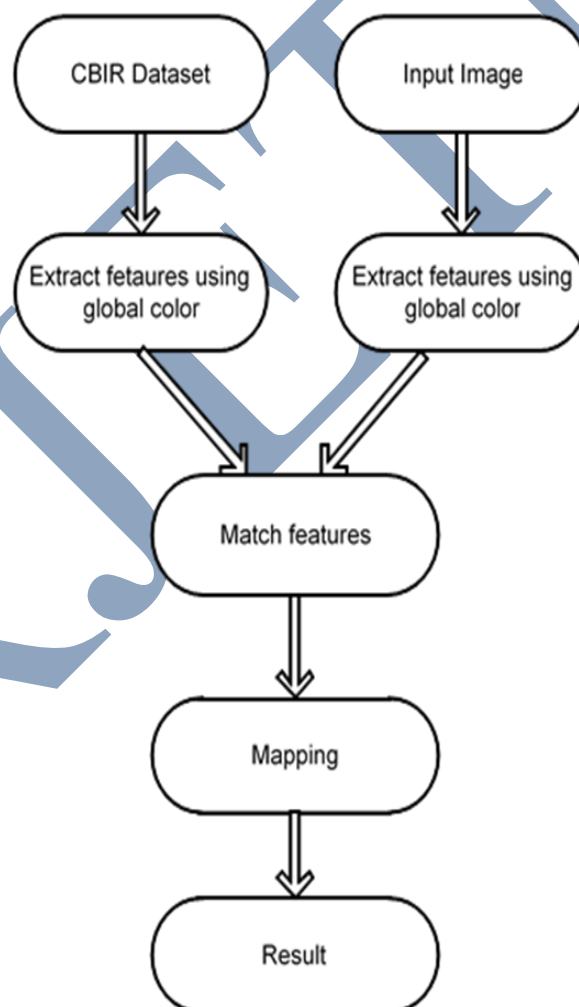 CBIR Dataset
Input Image
Extract fetaures using
global color
Extract fetaures using
global color
Match features
Mapping
Result